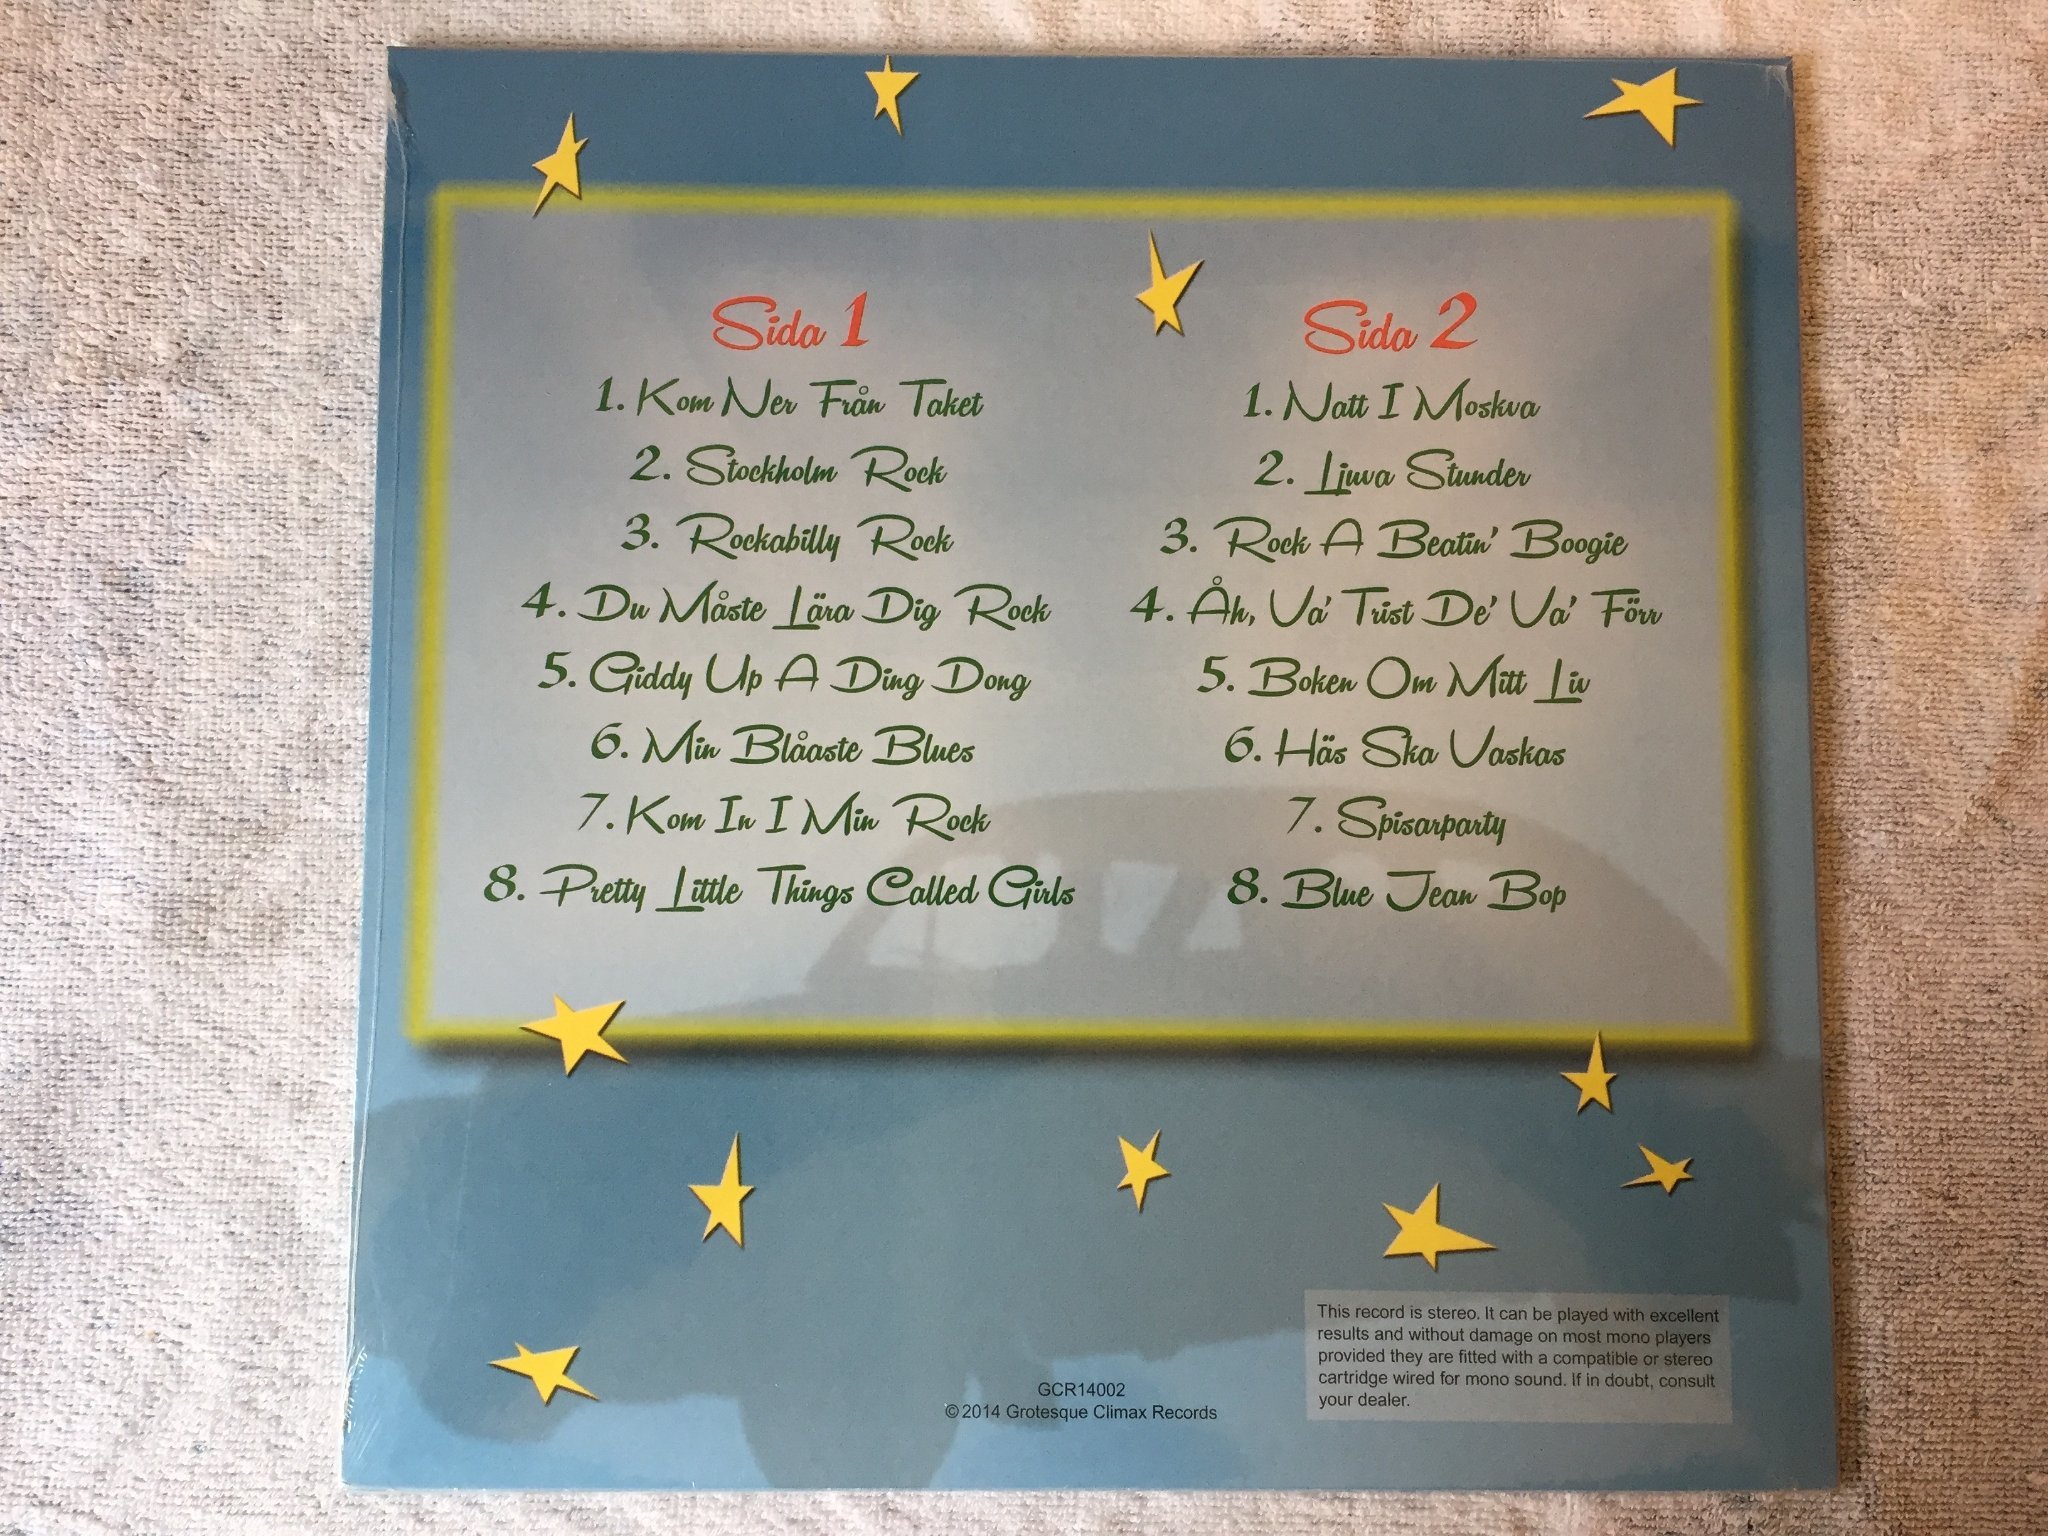 Sida 1
1. Kom Ner Från Taket
2. Stockholm Rock
3. Rockabilly Rock
4. Du Måste Lära Dig Rock
5. Giddy Up A Ding Dong
6. Min Blåaste Blues
7. Kom In I Min Rock
8. Pretty Little Things Called Girls
Sida 2
1. Natt I Moskva
2. Ljuva Stunder
3. Rock A Beatin' Boogie
4. Åh, Va' Trist De' Va' Förr
5. Boken Om Mitt Liv
6. Häs Ska Vaskas
7. Spisarparty
8. Blue Jean Bop
GCR14002
©2014 Grotesque Climax Records
This record is stereo. It can be played with excellent
results and without damage on most mono players
provided they are fitted with a compatible or stereo
cartridge wired for mono sound. If in doubt, consult
your dealer.